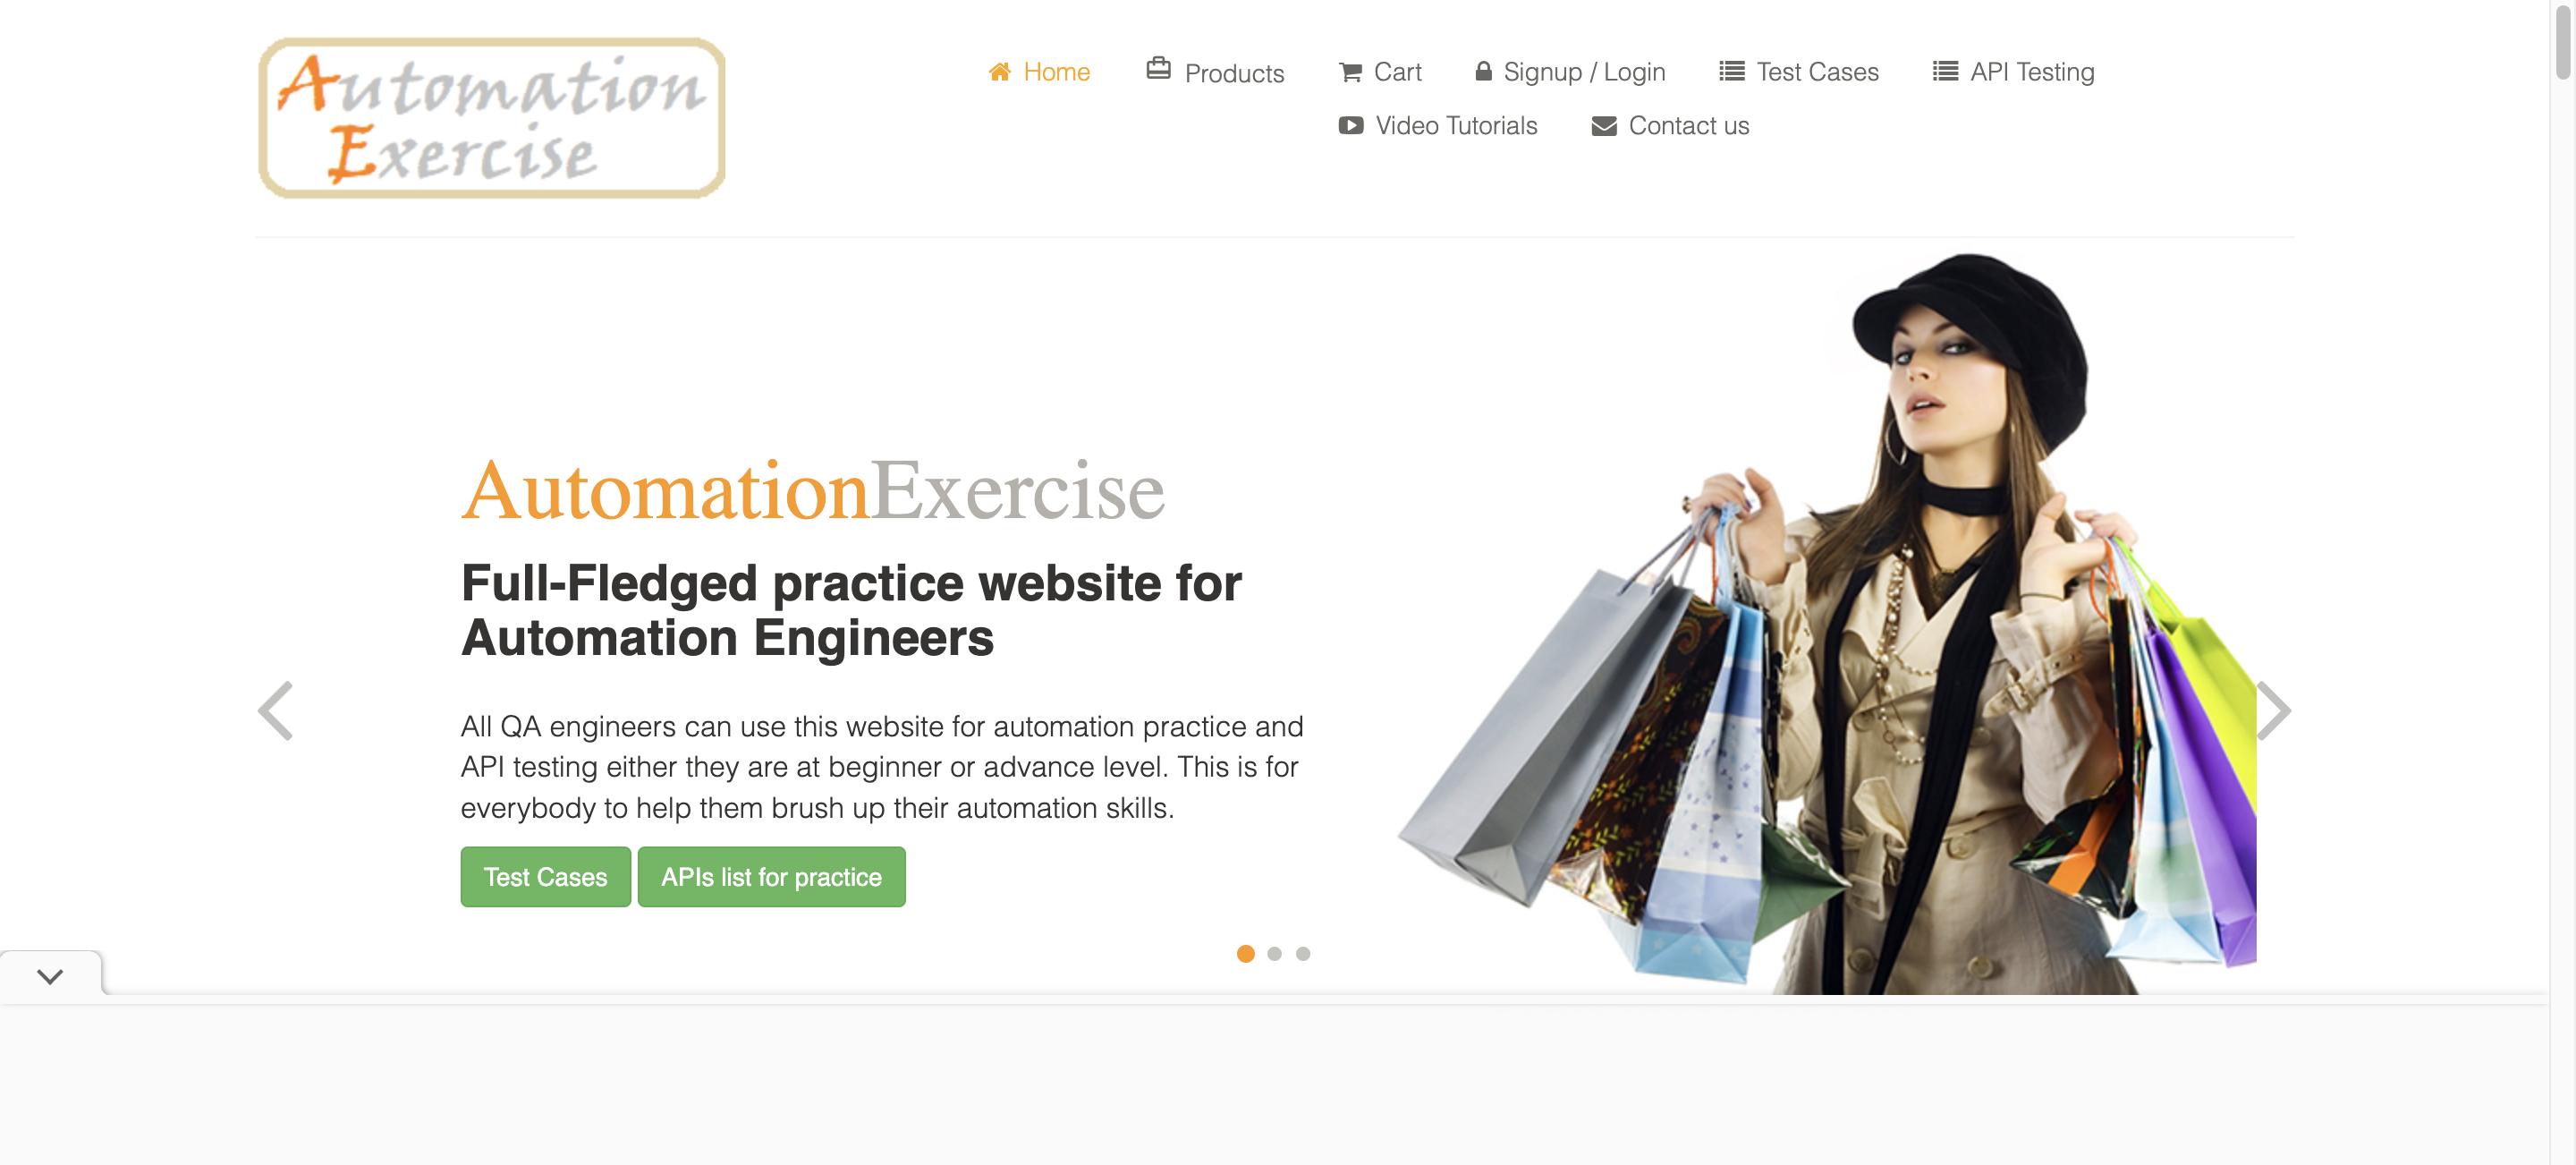 Automation
Exercise
Home Products Cart Signup / Login Test Cases API Testing
Video Tutorials Contact us
AutomationExercise
Full-Fledged practice website for
Automation Engineers
All QA engineers can use this website for automation practice and
API testing either they are at beginner or advance level. This is for
everybody to help them brush up their automation skills.
Test Cases APIs list for practice